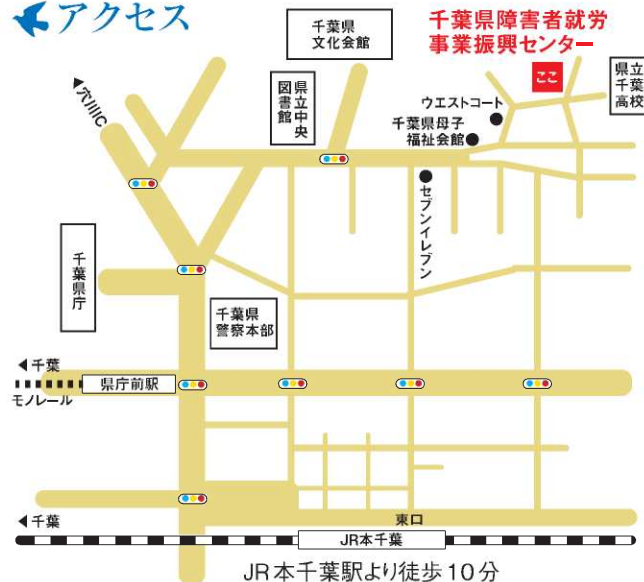 アクセス
千葉県
文化会館
千葉県障害者就労
事業振興センター
ここ
県立
千葉
高校
県立中央
図書館
ウエストコート
千葉県母子
福祉会館
穴川IC
セブンイレブン
千葉県庁
千葉県
警察本部
千葉
県庁前駅
モノレール
千葉
東口
JR本千葉
JR本千葉駅より徒歩10分